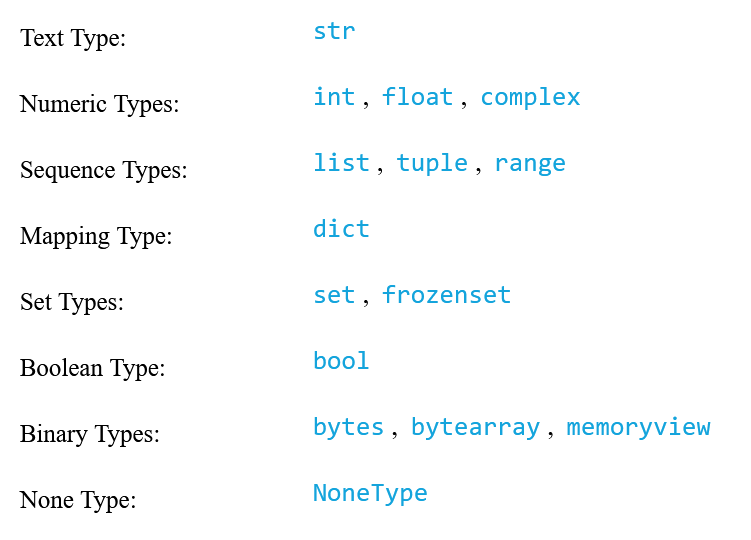 Text Type: str
Numeric Types: int, float, complex
Sequence Types: list, tuple, range
Mapping Type: dict
Set Types: set, frozenset
Boolean Type: bool
Binary Types: bytes, bytearray, memoryview
None Type: NoneType